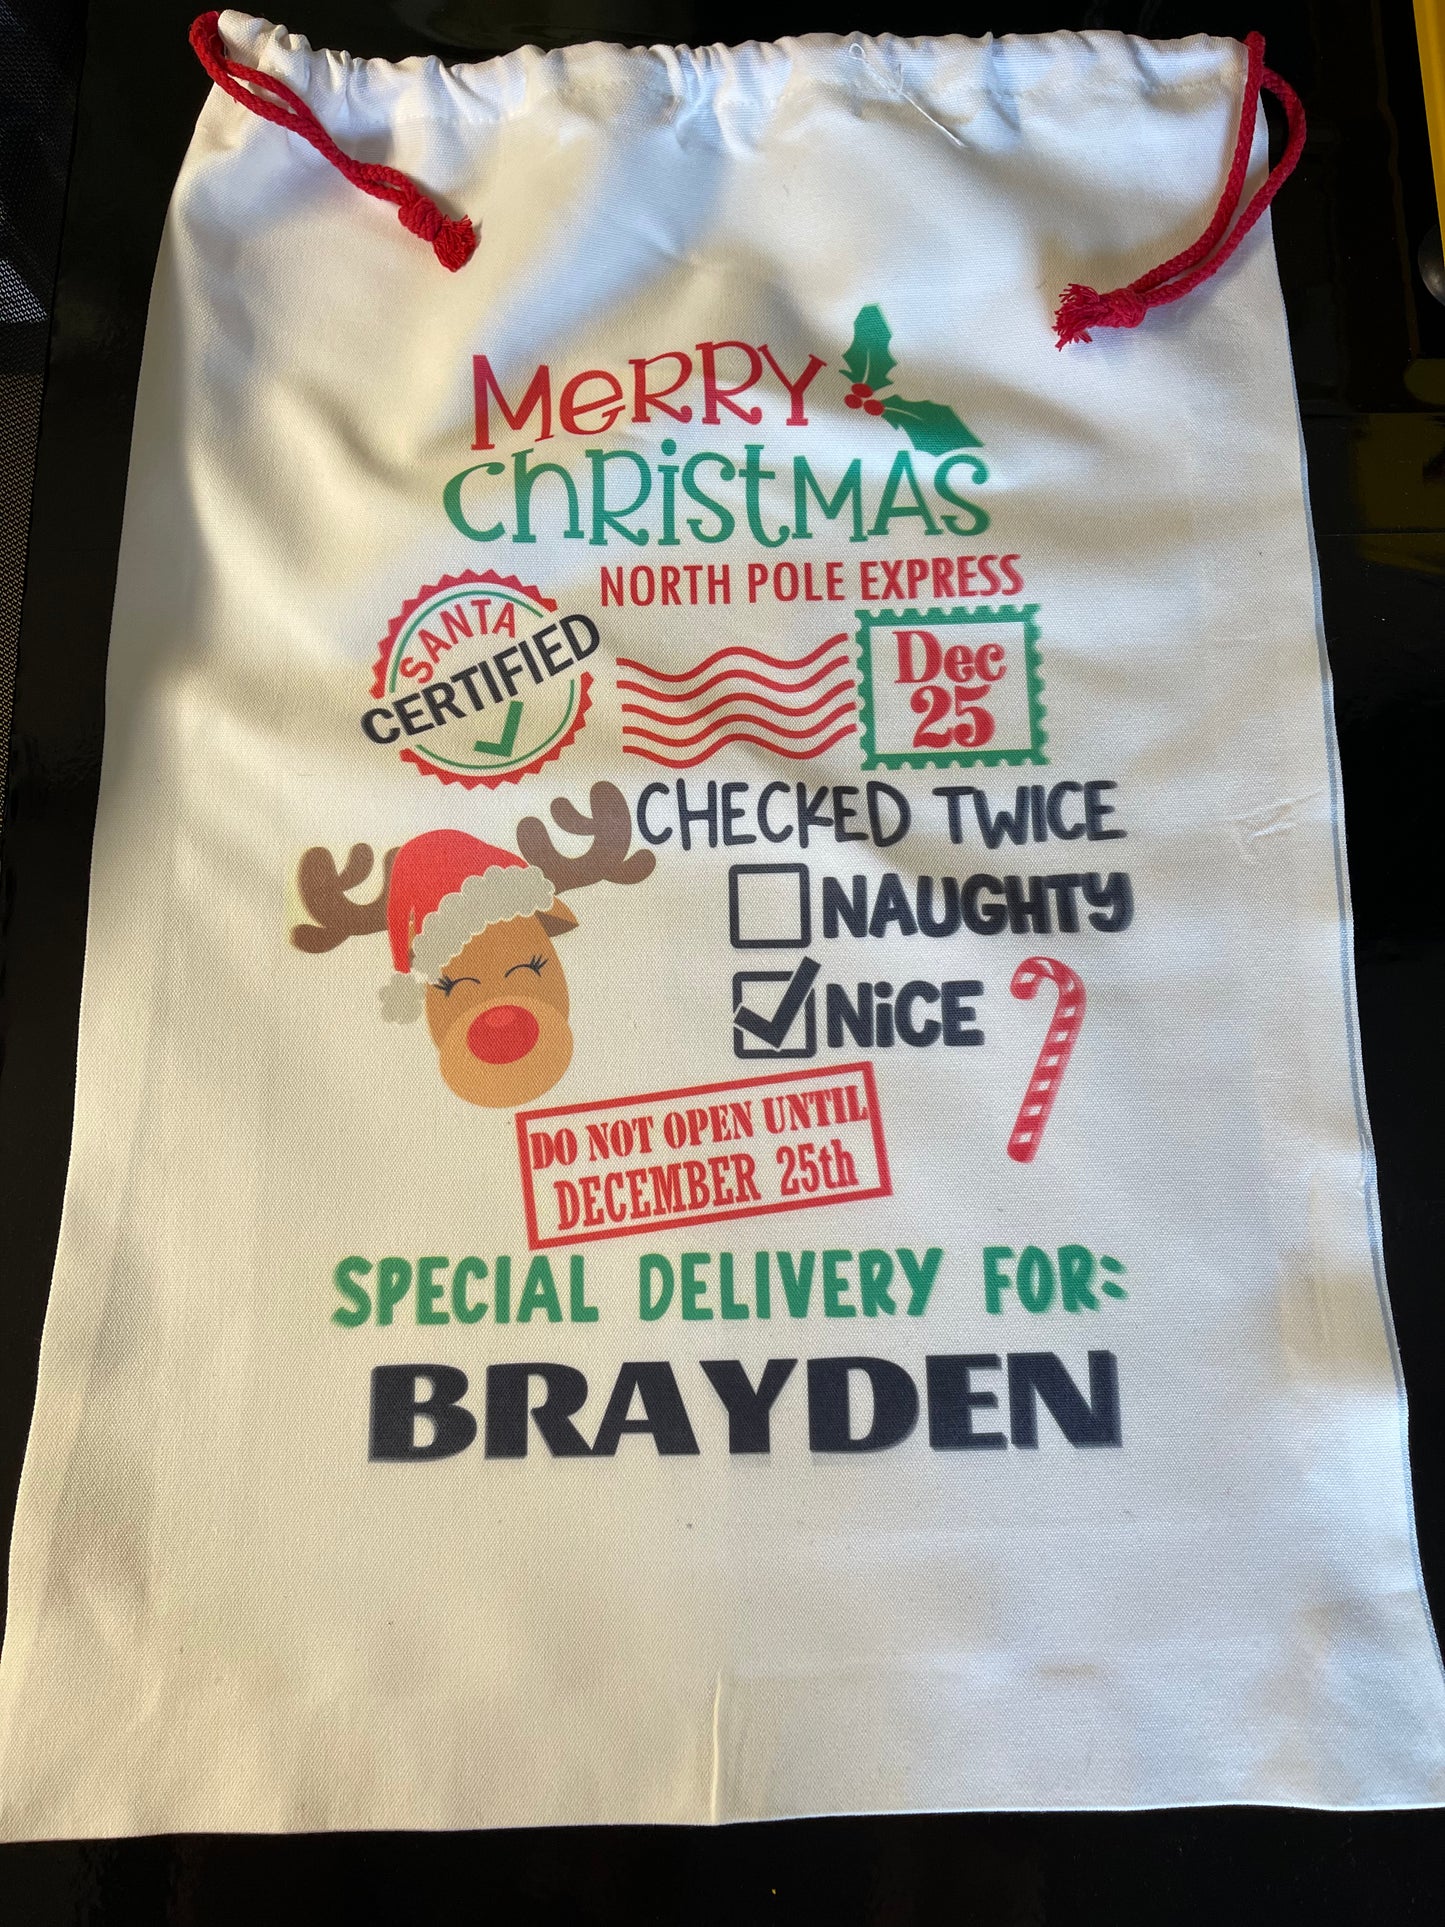 MeRRY
CHRiStMAS
NORTH POLE EXPRESS
SANTA
CERTIFIED
Dec
25
CHECKED TWICE
NAUGHTY
NiCE
DO NOT OPEN UNTIL
DECEMBER 25th
SPECIAL DELIVERY FOR:
BRAYDEN